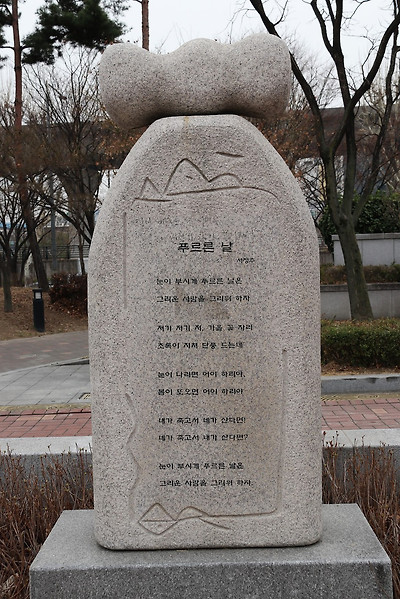 푸르른 날
서정주
눈이 부시게 푸르른 날은
그리운 사람을 그리워 하자
저기 저기 저, 가을 꽃 자리
초록이 지쳐 단풍 드는데
눈이 나리면 어이 하리야,
봄이 또오면 어이 하리야
네가 죽고서 네가 산다면!
네가 죽고서 내가 산다면?
눈이 부시게 푸르른 날은
그리운 사람을 그리워 하자.